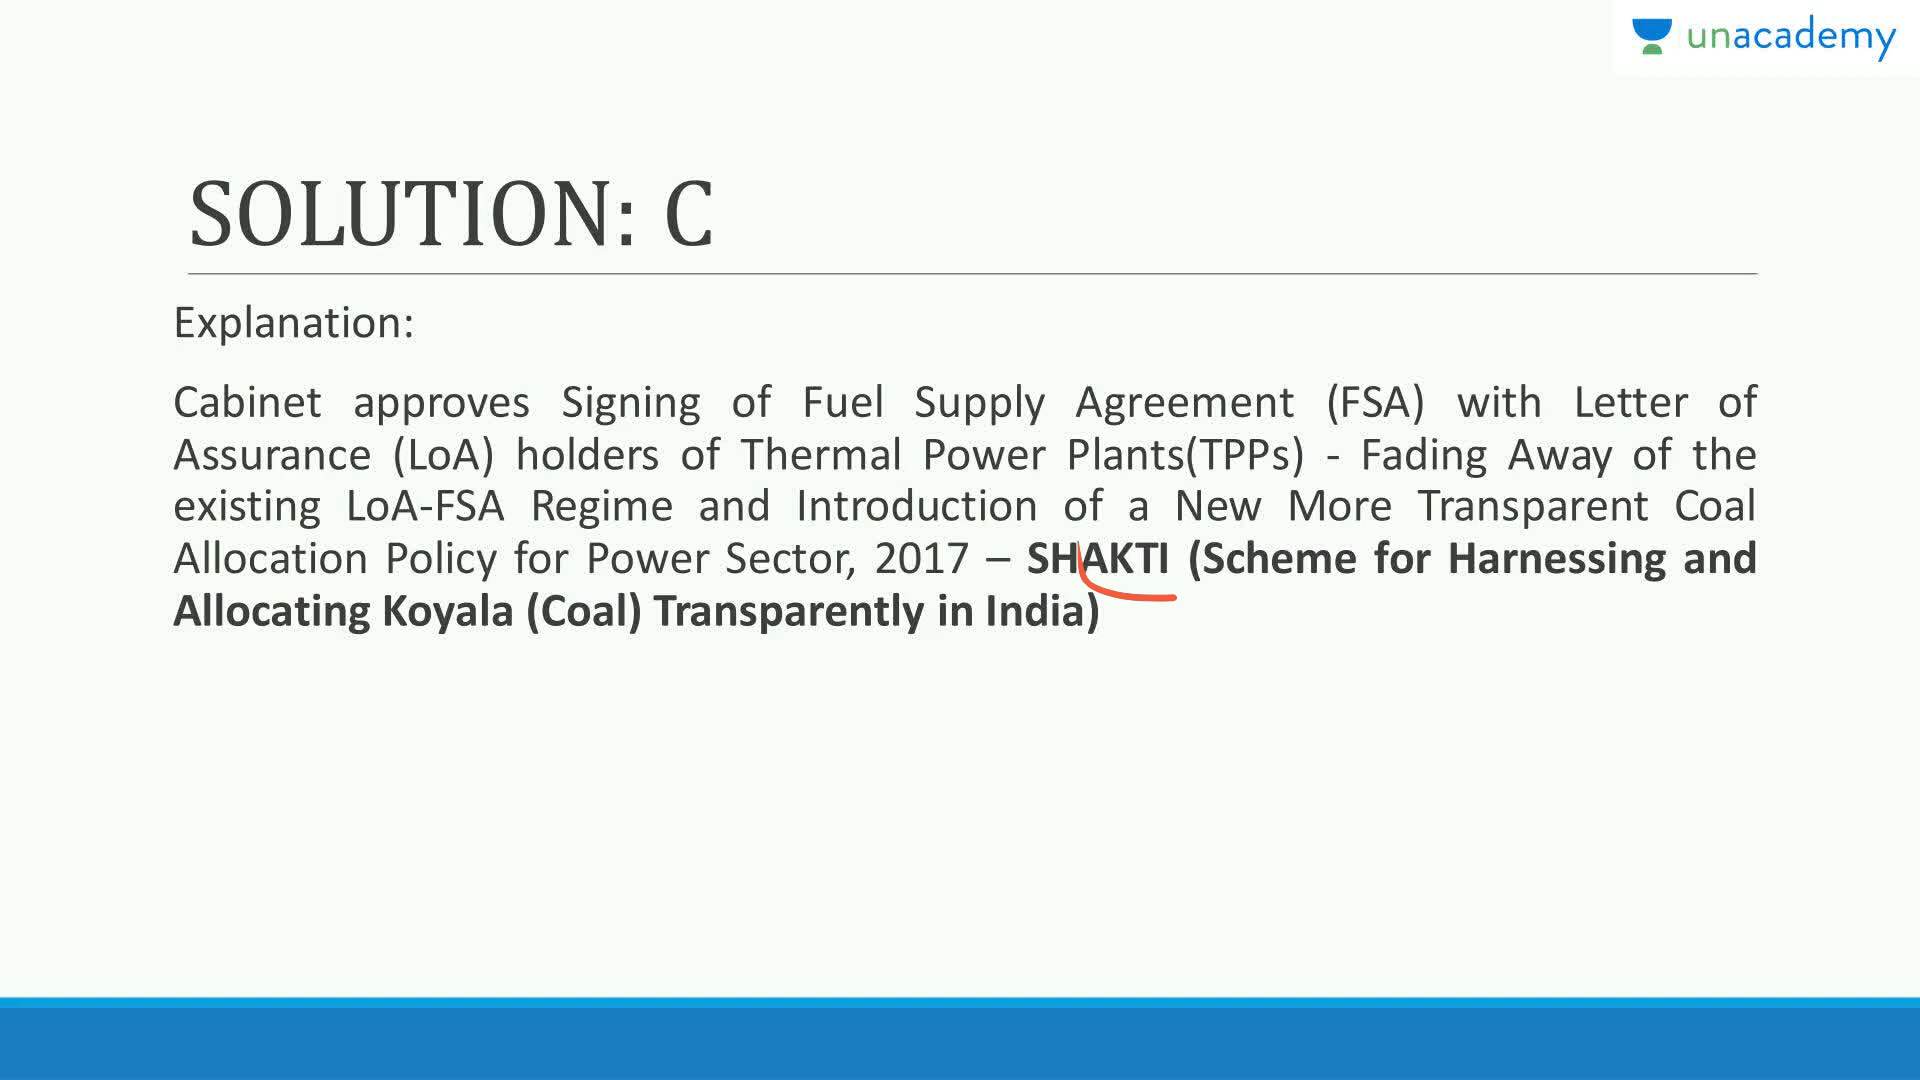 unacademy
SOLUTION: C
Explanation:
Cabinet approves Signing of Fuel Supply Agreement (FSA) with Letter of
Assurance (LoA) holders of Thermal Power Plants(TPPs) - Fading Away of the
existing LoA-FSA Regime and Introduction of a New More Transparent Coal
Allocation Policy for Power Sector, 2017 – SHAKTI (Scheme for Harnessing and
Allocating Koyala (Coal) Transparently in India)